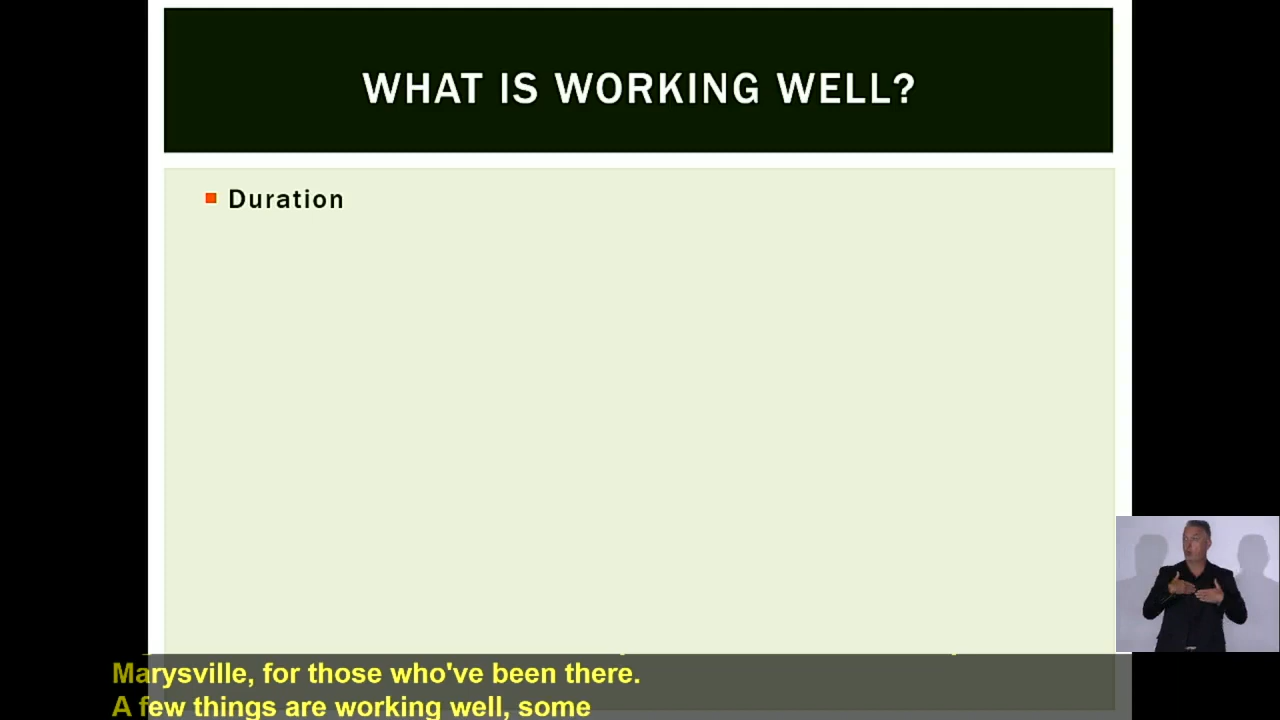 WHAT IS WORKING WELL?
Duration
Marysville, for those who've been there.
A few things are working well, some